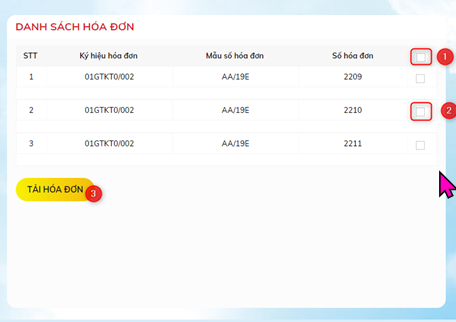 DANH SÁCH HÓA ĐƠN
STT Ký hiệu hóa đơn Mẫu số hóa đơn Số hóa đơn 1
1 01GTKT0/002 AA/19E 2209
2 01GTKT0/002 AA/19E 2210 2
3 01GTKT0/002 AA/19E 2211
TẢI HÓA ĐƠN 3